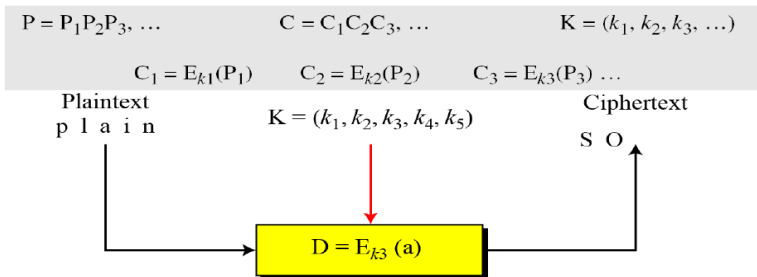 P = P₁P₂P₃, … C = C₁C₂C₃, … K = (k₁, k₂, k₃, …)
C₁ = Eₖ₁(P₁) C₂ = Eₖ₂(P₂) C₃ = Eₖ₃(P₃) …
Plaintext
p l a i n
K = (k₁, k₂, k₃, k₄, k₅)
Ciphertext
S O
D = Eₖ₃ (a)